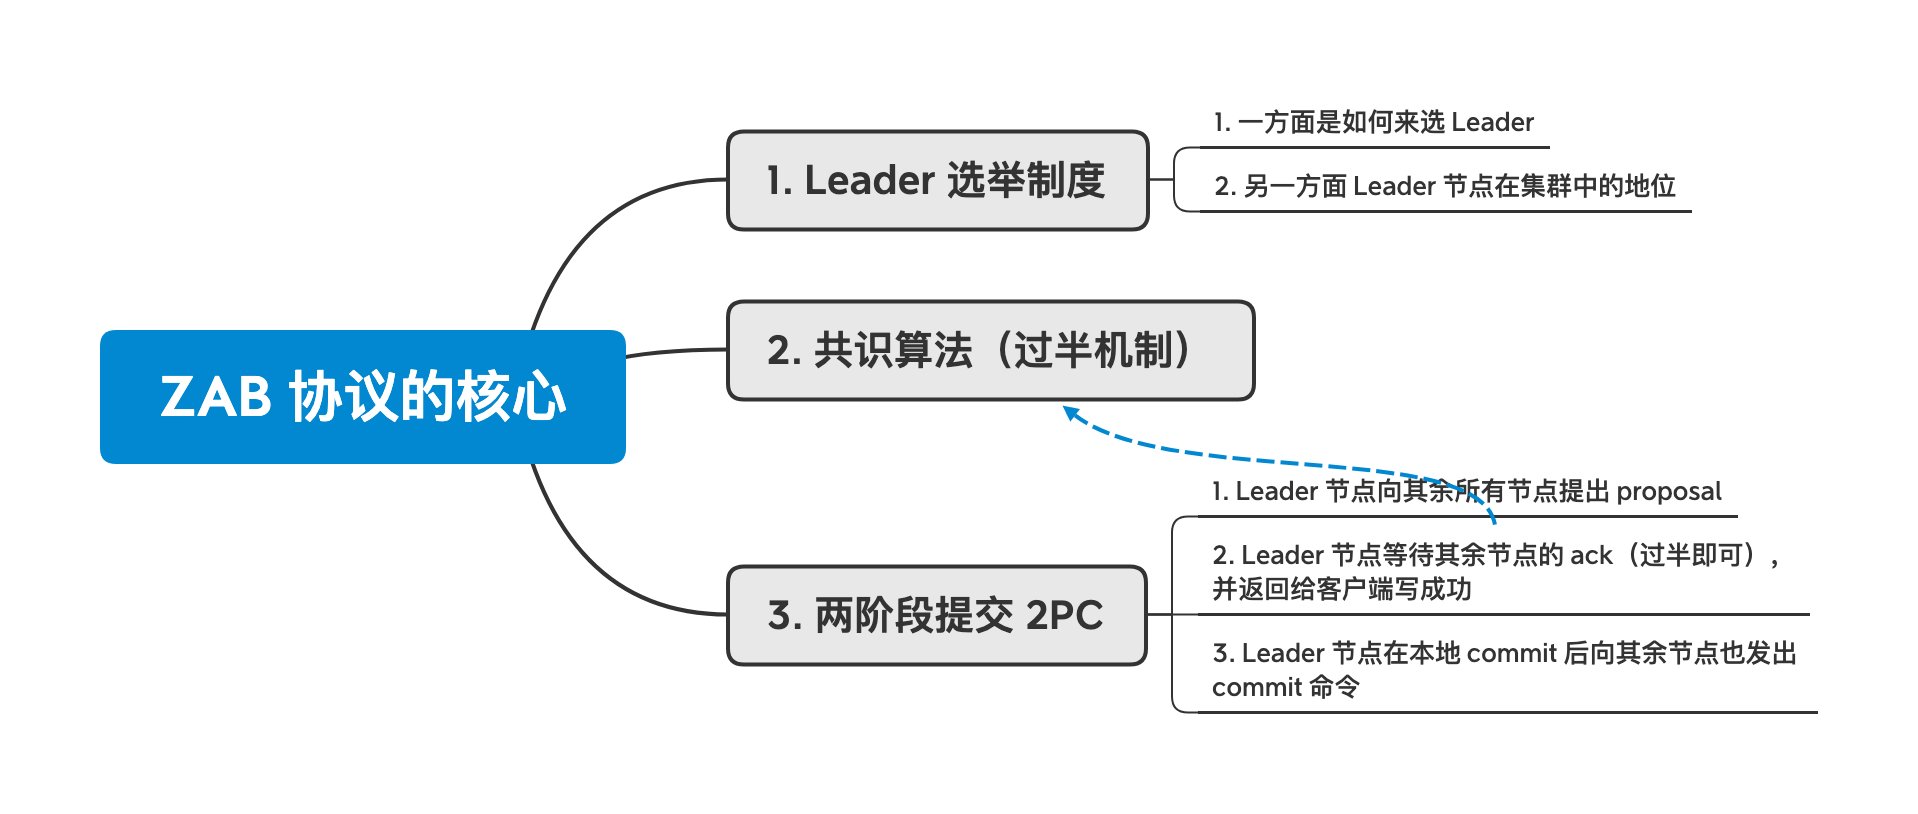 ZAB 协议的核心
1. Leader 选举制度
1. 一方面是如何来选 Leader
2. 另一方面 Leader 节点在集群中的地位
2. 共识算法（过半机制）
3. 两阶段提交 2PC
1. Leader 节点向其余所有节点提出 proposal
2. Leader 节点等待其余节点的 ack（过半即可），
并返回给客户端写成功
3. Leader 节点在本地 commit 后向其余节点也发出
commit 命令